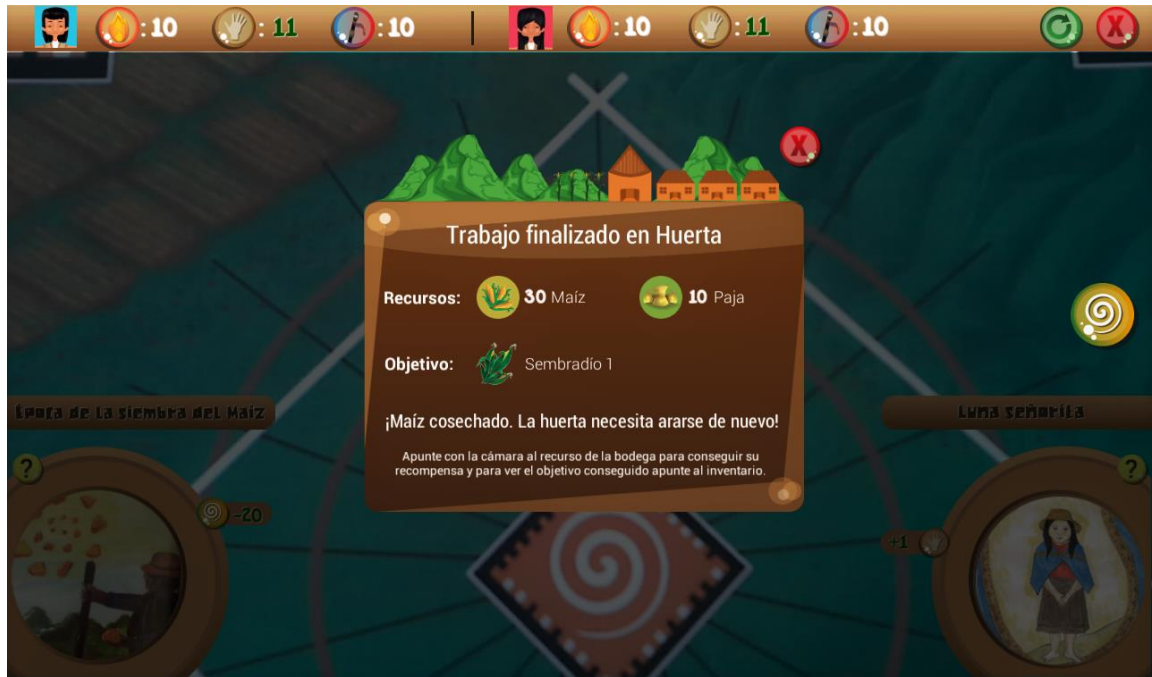 :10 : 11 :10 :10 :11 :10 X
X
Trabajo finalizado en Huerta
Recursos: 30 Maíz 10 Paja
Objetivo: Sembradío 1
Época de la siembra del Maíz
Luna señorita
¡Maíz cosechado. La huerta necesita ararse de nuevo!
Apunte con la cámara al recurso de la bodega para conseguir su
recompensa y para ver el objetivo conseguido apunte al inventario.
?
?
-20
+1